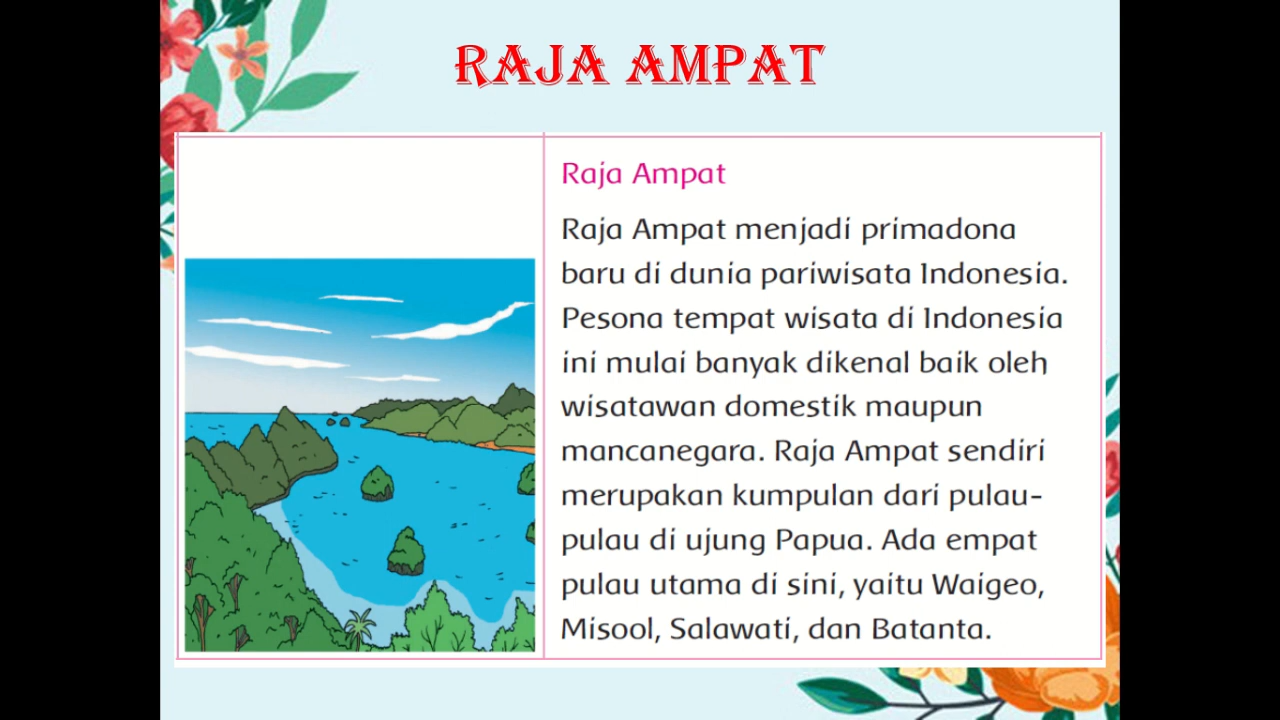 RAJA AMPAT
Raja Ampat
Raja Ampat menjadi primadona
baru di dunia pariwisata Indonesia.
Pesona tempat wisata di Indonesia
ini mulai banyak dikenal baik oleh
wisatawan domestik maupun
mancanegara. Raja Ampat sendiri
merupakan kumpulan dari pulau-
pulau di ujung Papua. Ada empat
pulau utama di sini, yaitu Waigeo,
Misool, Salawati, dan Batanta.